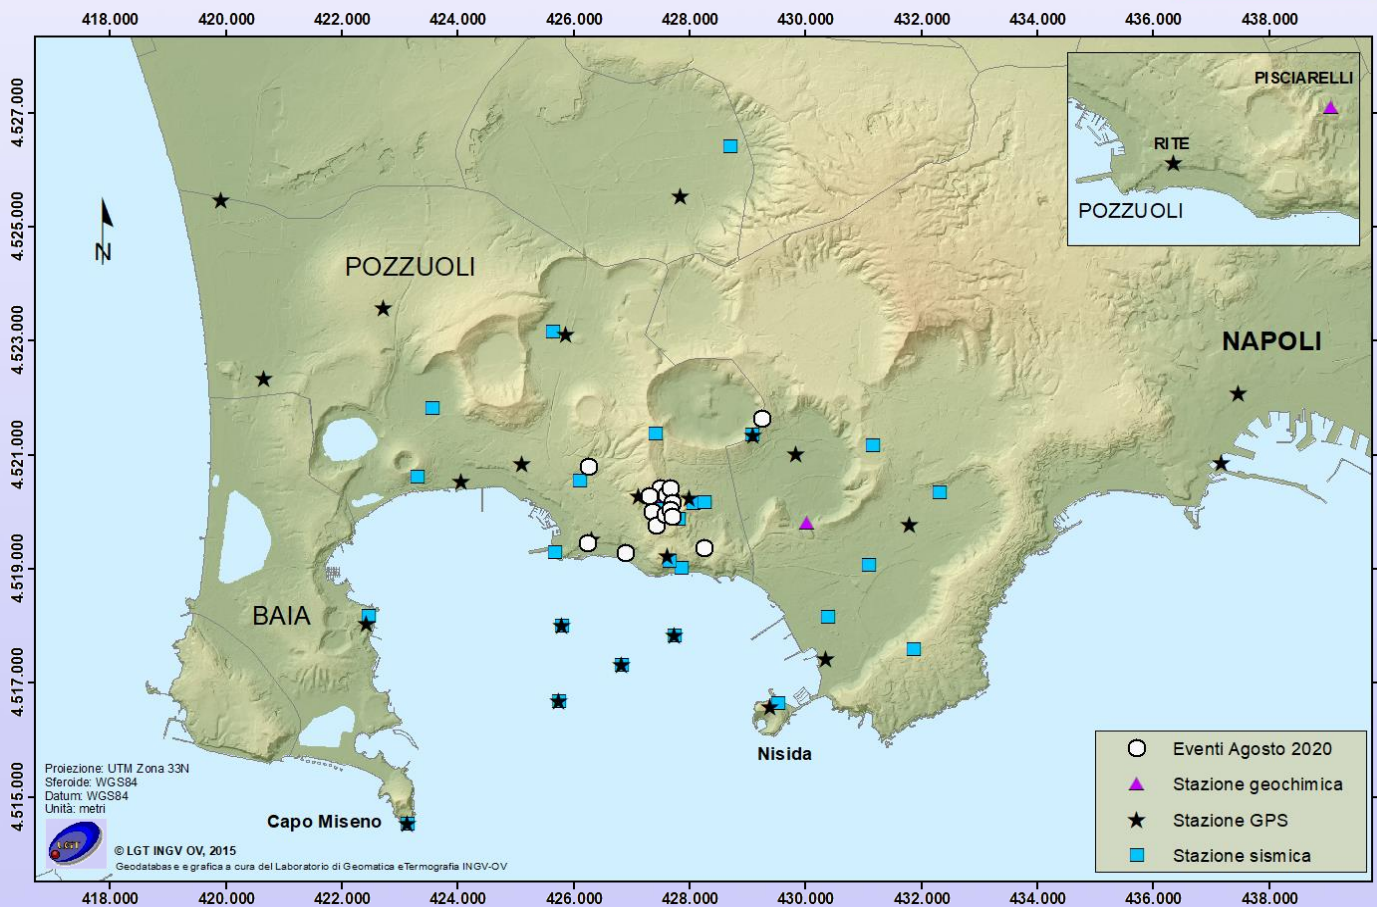 418.000 420.000 422.000 424.000 426.000 428.000 430.000 432.000 434.000 436.000 438.000
4.527.000
4.525.000
4.523.000
4.521.000
4.519.000
4.517.000
4.515.000
PISCIARELLI
RITE
POZZUOLI
N
POZZUOLI
NAPOLI
BAIA
Nisida
Capo Miseno
Eventi Agosto 2020
Stazione geochimica
Stazione GPS
Stazione sismica
Proiezione: UTM Zona 33N
Sferoide: WGS84
Datum: WGS84
Unità: metri
LGT
© LGT INGV OV, 2015
Geodatabase e grafica a cura del Laboratorio di Geomatica e Termografia INGV-OV
418.000 420.000 422.000 424.000 426.000 428.000 430.000 432.000 434.000 436.000 438.000